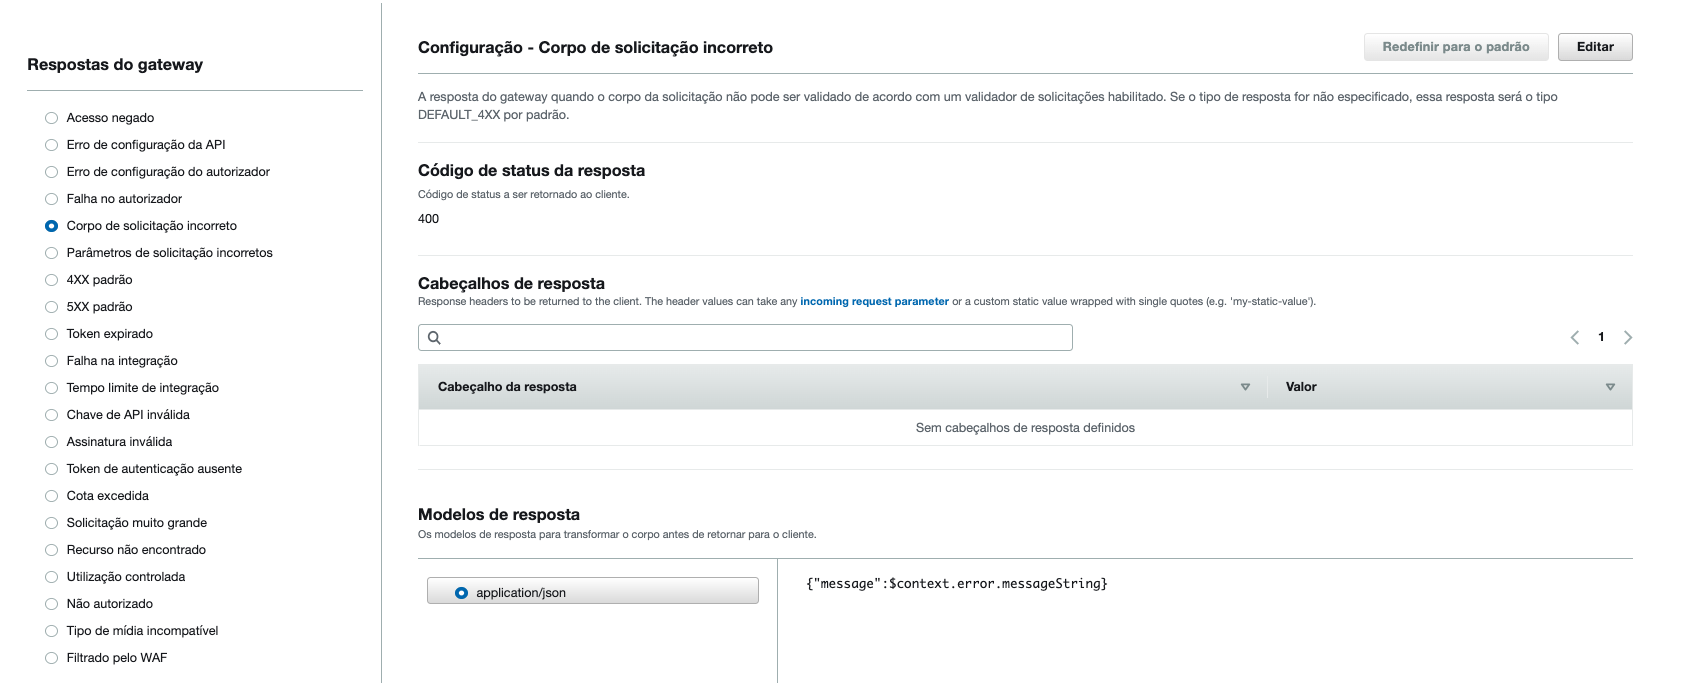 Respostas do gateway
Acesso negado
Erro de configuração da API
Erro de configuração do autorizador
Falha no autorizador
Corpo de solicitação incorreto
Parâmetros de solicitação incorretos
4XX padrão
5XX padrão
Token expirado
Falha na integração
Tempo limite de integração
Chave de API inválida
Assinatura inválida
Token de autenticação ausente
Cota excedida
Solicitação muito grande
Recurso não encontrado
Utilização controlada
Não autorizado
Tipo de mídia incompatível
Filtrado pelo WAF
Configuração - Corpo de solicitação incorreto
Redefinir para o padrão
Editar
A resposta do gateway quando o corpo da solicitação não pode ser validado de acordo com um validador de solicitações habilitado. Se o tipo de resposta for não especificado, essa resposta será o tipo
DEFAULT_4XX por padrão.
Código de status da resposta
Código de status a ser retornado ao cliente.
400
Cabeçalhos de resposta
Response headers to be returned to the client. The header values can take any incoming request parameter or a custom static value wrapped with single quotes (e.g. 'my-static-value').
1
Cabeçalho da resposta
Valor
Sem cabeçalhos de resposta definidos
Modelos de resposta
Os modelos de resposta para transformar o corpo antes de retornar para o cliente.
application/json
{"message":$context.error.messageString}